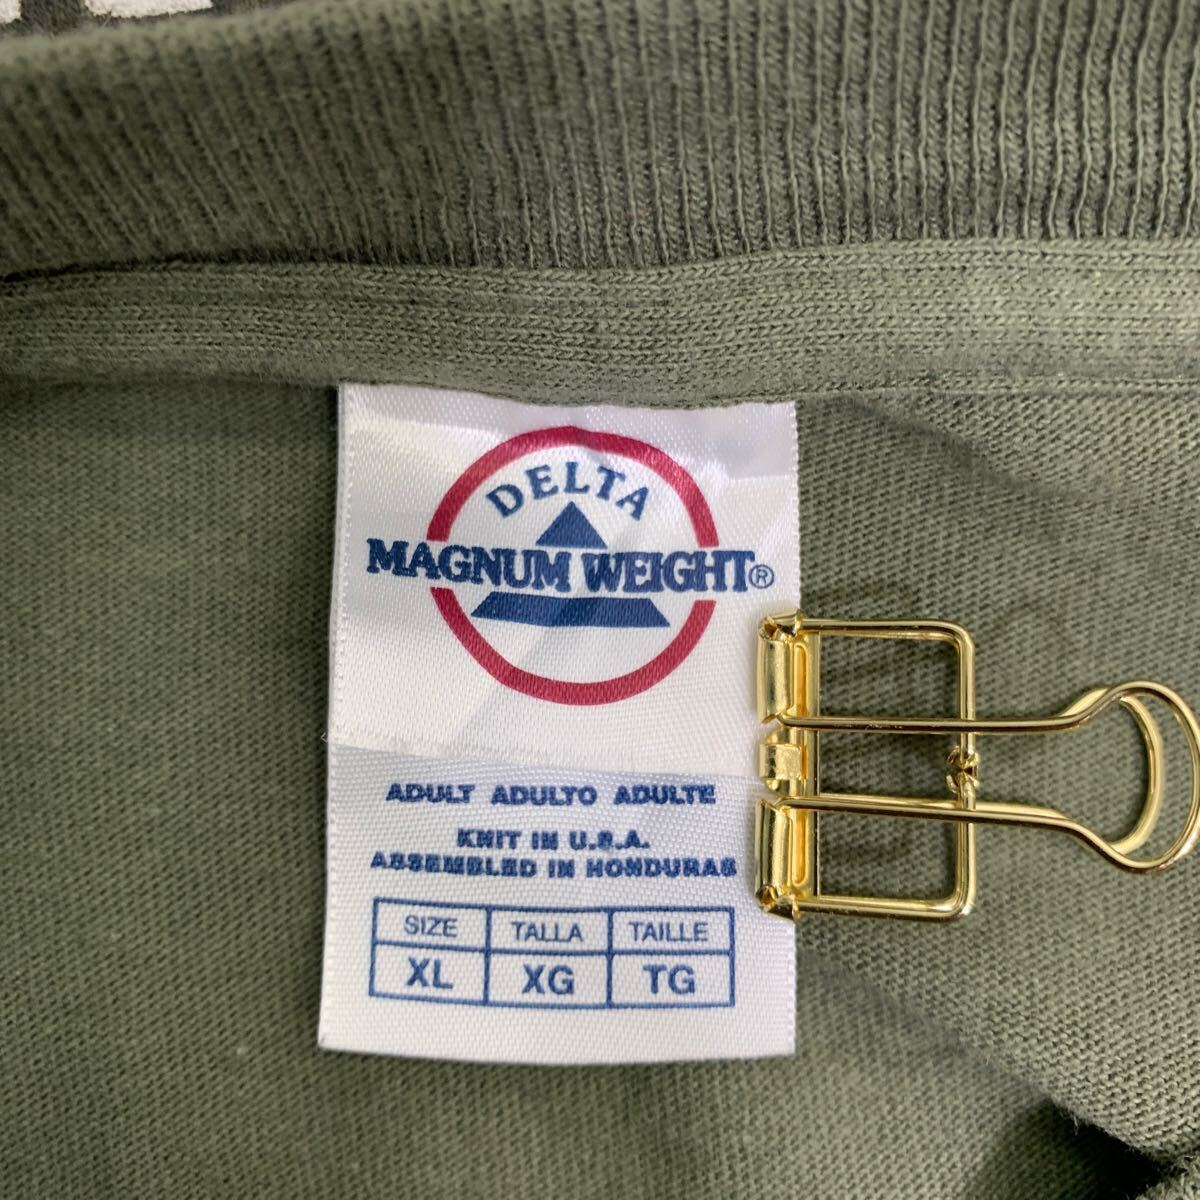 DELTA
MAGNUM WEIGHT®
ADULT ADULTO ADULTE
KNIT IN U.S.A.
ASSEMBLED IN HONDURAS
SIZE TALLA TAILLE
XL XG TG